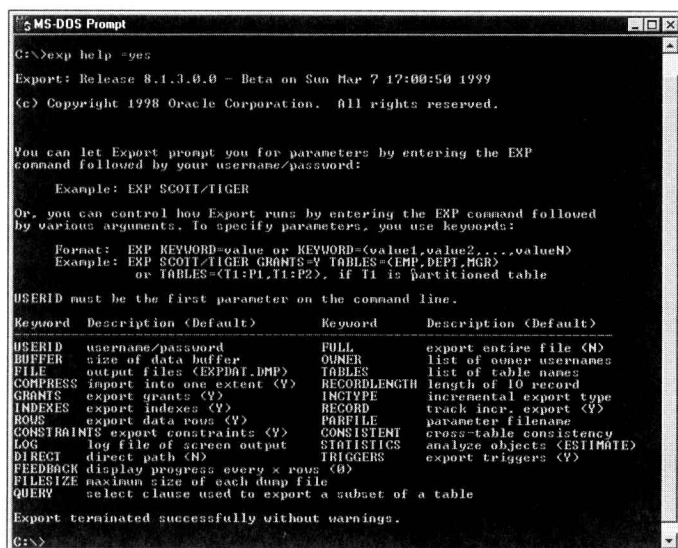 MS-DOS Prompt
C:\>exp help =yes
Export: Release 8.1.3.0.0 - Beta on Sun Mar 7 17:00:50 1999
(c) Copyright 1998 Oracle Corporation.  All rights reserved.
You can let Export prompt you for parameters by entering the EXP
command followed by your username/password:
Example: EXP SCOTT/TIGER
Or, you can control how Export runs by entering the EXP command followed
by various arguments. To specify parameters, you use keywords:
Format:  EXP KEYWORD=value or KEYWORD=(value1,value2,...,valueN)
Example: EXP SCOTT/TIGER GRANTS=Y TABLES=(EMP,DEPT,MGR)
or TABLES=(T1:P1,T1:P2), if T1 is partitioned table
USERID must be the first parameter on the command line.
Keyword  Description (Default)  Keyword  Description (Default)
USERID  username/password  FULL  export entire file (N)
BUFFER  size of data buffer  OWNER  list of owner usernames
FILE  output files (EXPDAT.DMP)  TABLES  list of table names
COMPRESS  import into one extent (Y)  RECORDLENGTH  length of IO record
GRANTS  export grants (Y)  INCTYPE  incremental export type
INDEXES  export indexes (Y)  RECORD  track incr. export (Y)
ROWS  export data rows (Y)  PARFILE  parameter filename
CONSTRAINTS  export constraints (Y)  CONSISTENT  cross-table consistency
LOG  log file of screen output  STATISTICS  analyze objects (ESTIMATE)
DIRECT  direct path (N)  TRIGGERS  export triggers (Y)
FEEDBACK  display progress every x rows (0)
FILESIZE  maximum size of each dump file
QUERY  select clause used to export a subset of a table
Export terminated successfully without warnings.
C:\>